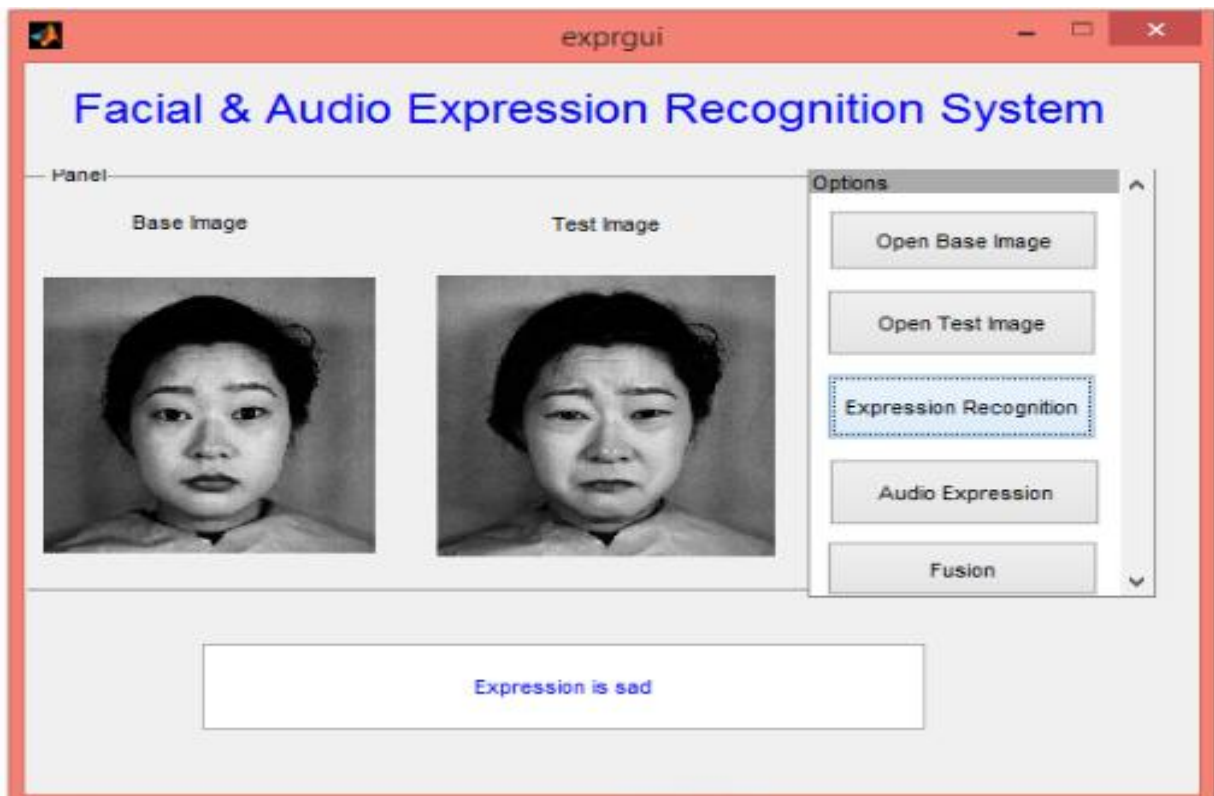 exprgui
Facial & Audio Expression Recognition System
Panel
Options
Base Image
Test Image
Open Base Image
Open Test Image
Expression Recognition
Audio Expression
Fusion
Expression is sad